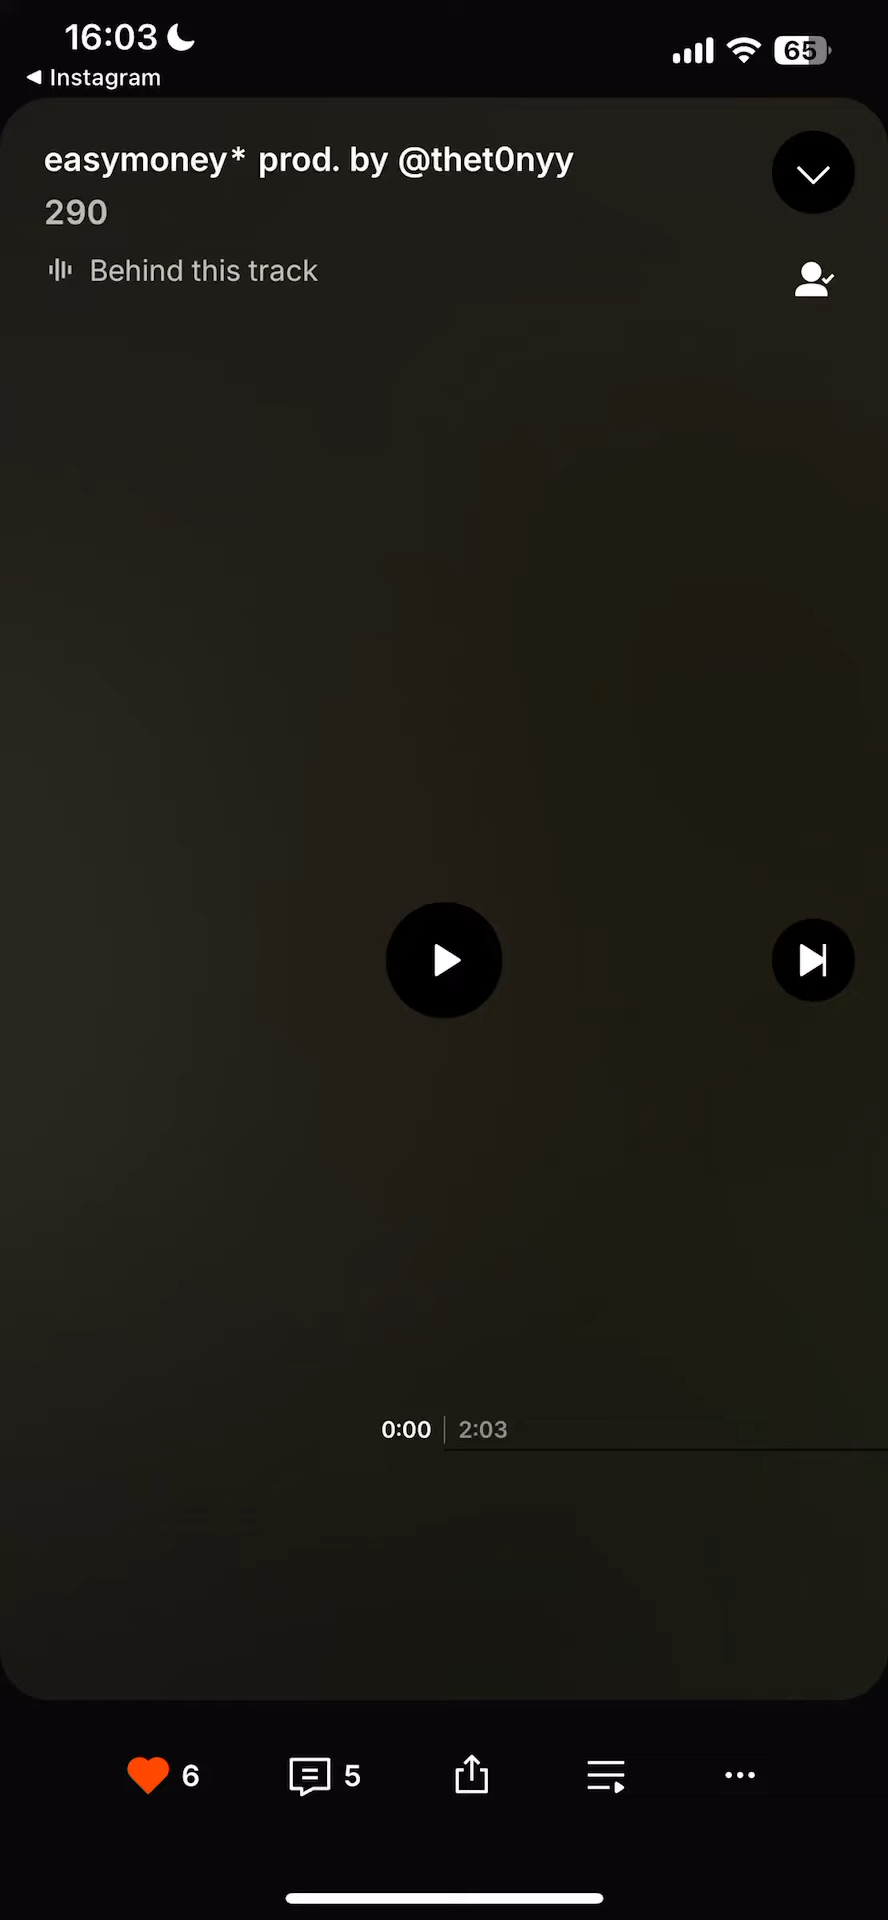 16:03
65
Instagram
easymoney* prod. by @thet0nyy
290
Behind this track
0:00 2:03
6 5